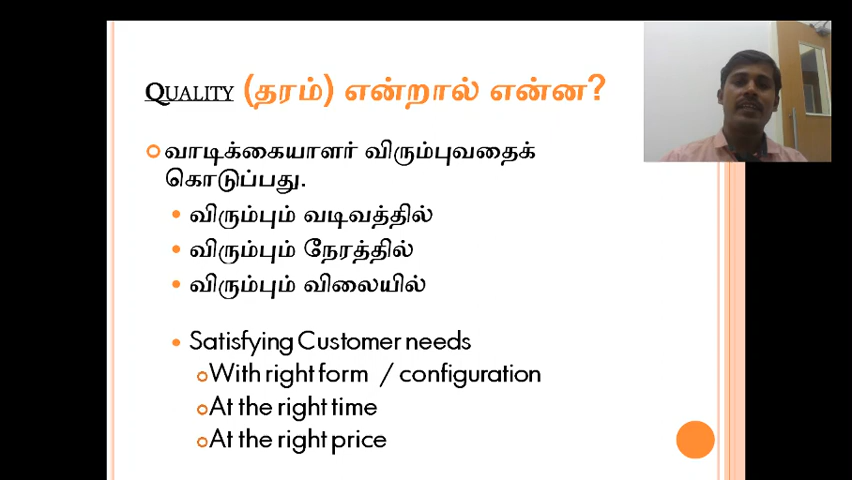 QUALITY (தரம்) என்றால் என்ன?
வாடிக்கையாளர் விரும்புவதைக்
கொடுப்பது.
விரும்பும் வடிவத்தில்
விரும்பும் நேரத்தில்
விரும்பும் விலையில்
Satisfying Customer needs
With right form / configuration
At the right time
At the right price